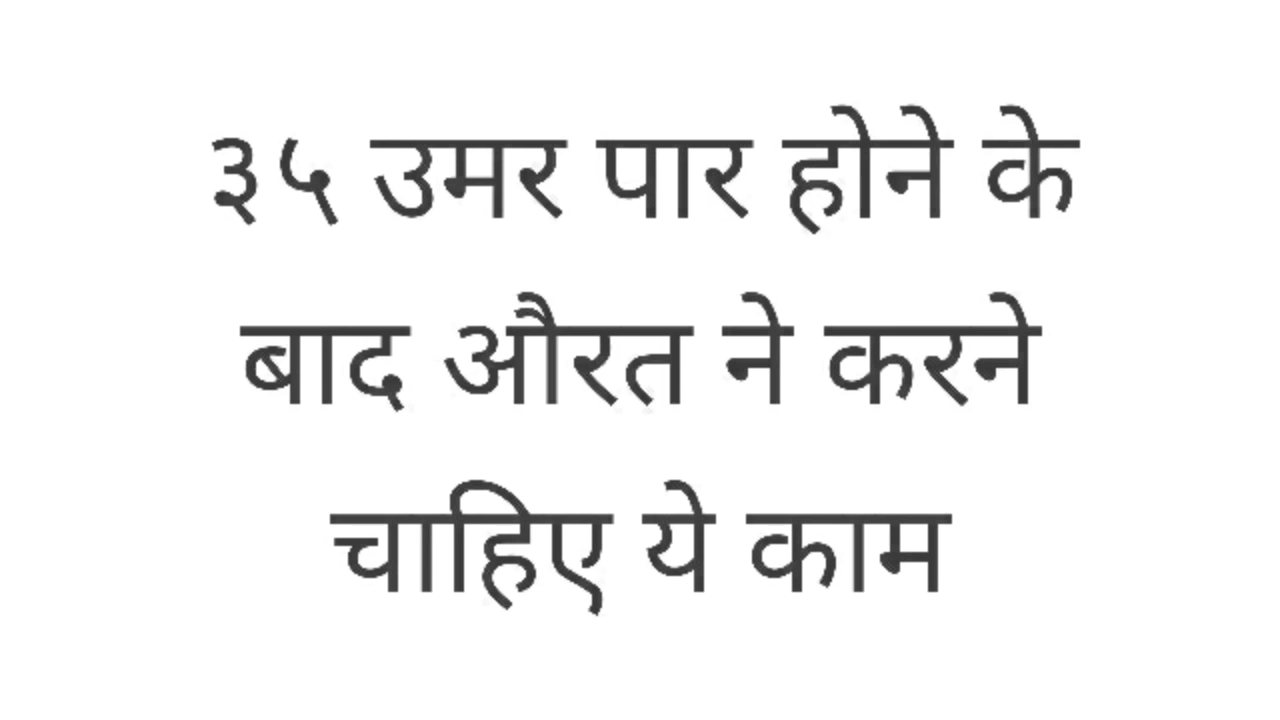 ३५ उमर पार होने के
बाद औरत ने करने
चाहिए ये काम